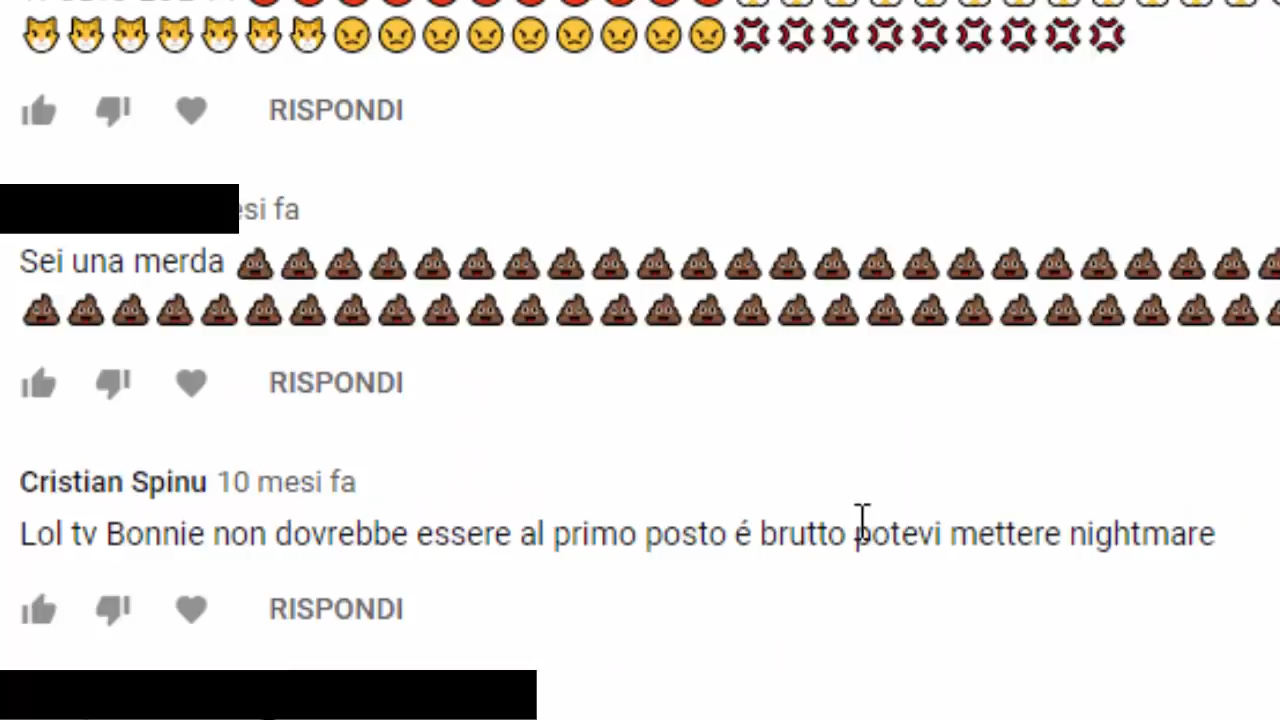 RISPONDI
esi fa
Sei una merda
RISPONDI
Cristian Spinu 10 mesi fa
Lol tv Bonnie non dovrebbe essere al primo posto é brutto potevi mettere nightmare
RISPONDI